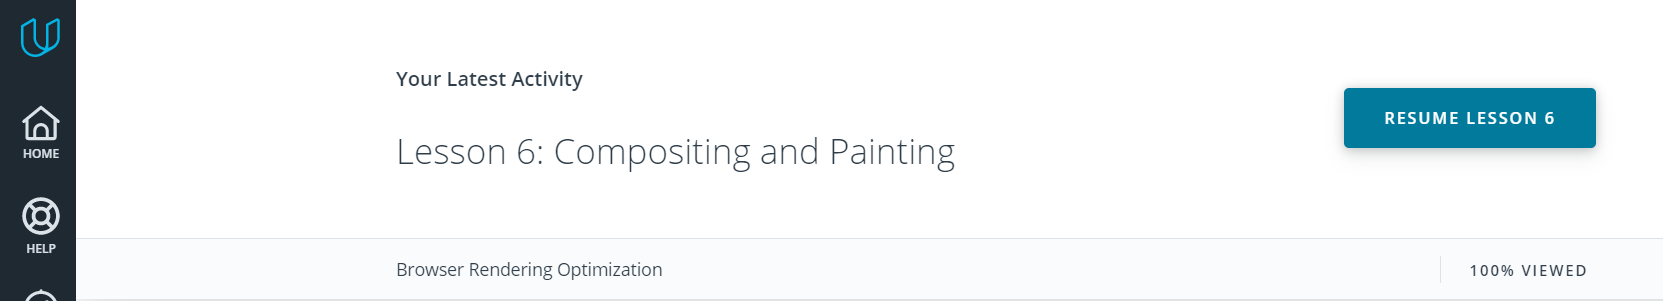 HOME
HELP
Your Latest Activity
Lesson 6: Compositing and Painting
RESUME LESSON 6
Browser Rendering Optimization
100% VIEWED